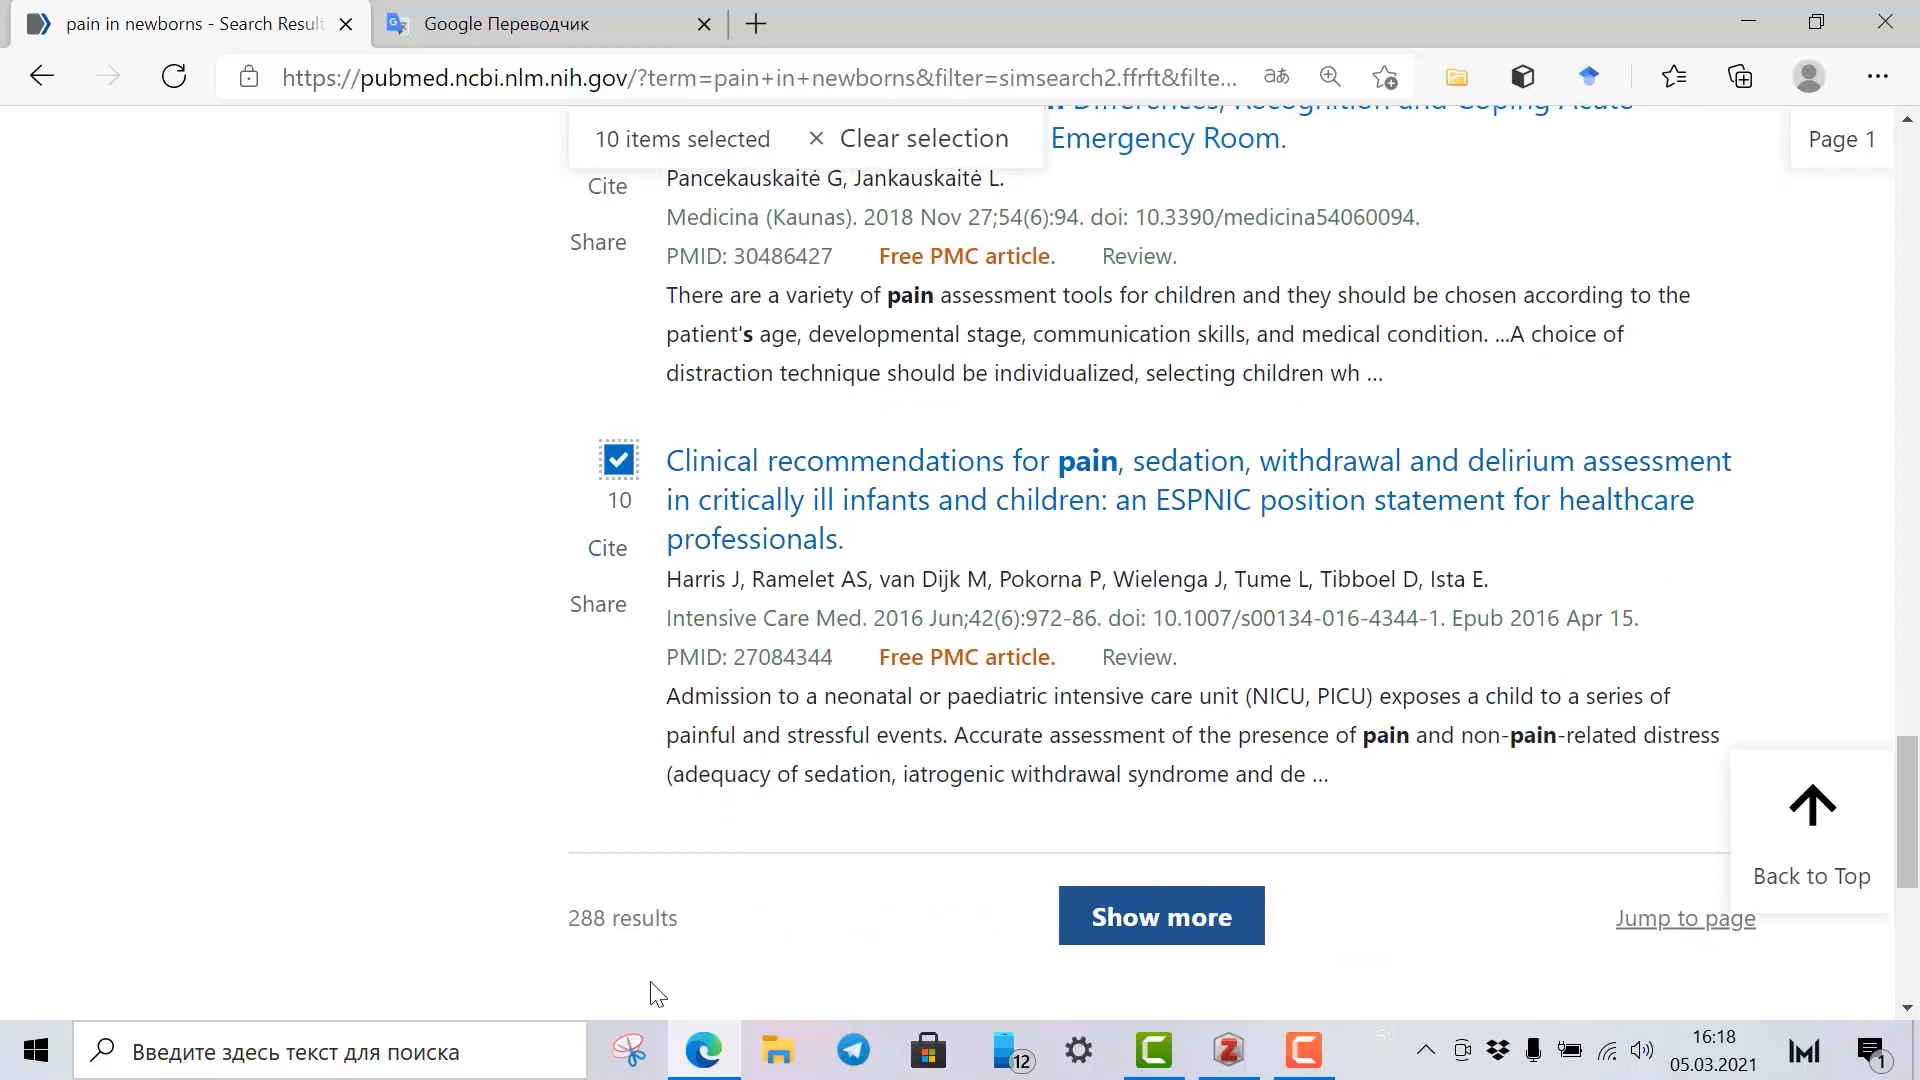 pain in newborns - Search Result
Google Переводчик
https://pubmed.ncbi.nlm.nih.gov/?term=pain+in+newborns&filter=simsearch2.ffrft&filte...
Differences, Recognition and Coping Acute
10 items selected
Clear selection
Emergency Room.
Page 1
Cite
Pancekauskaitė G, Jankauskaitė L.
Medicina (Kaunas). 2018 Nov 27;54(6):94. doi: 10.3390/medicina54060094.
Share
PMID: 30486427 Free PMC article. Review.
There are a variety of pain assessment tools for children and they should be chosen according to the
patient's age, developmental stage, communication skills, and medical condition. ...A choice of
distraction technique should be individualized, selecting children wh ...
Clinical recommendations for pain, sedation, withdrawal and delirium assessment
10
in critically ill infants and children: an ESPNIC position statement for healthcare
professionals.
Cite
Harris J, Ramelet AS, van Dijk M, Pokorna P, Wielenga J, Tume L, Tibboel D, Ista E.
Share
Intensive Care Med. 2016 Jun;42(6):972-86. doi: 10.1007/s00134-016-4344-1. Epub 2016 Apr 15.
PMID: 27084344 Free PMC article. Review.
Admission to a neonatal or paediatric intensive care unit (NICU, PICU) exposes a child to a series of
painful and stressful events. Accurate assessment of the presence of pain and non-pain-related distress
(adequacy of sedation, iatrogenic withdrawal syndrome and de ...
Back to Top
288 results
Show more
Jump to page
Введите здесь текст для поиска
12
16:18
05.03.2021
1